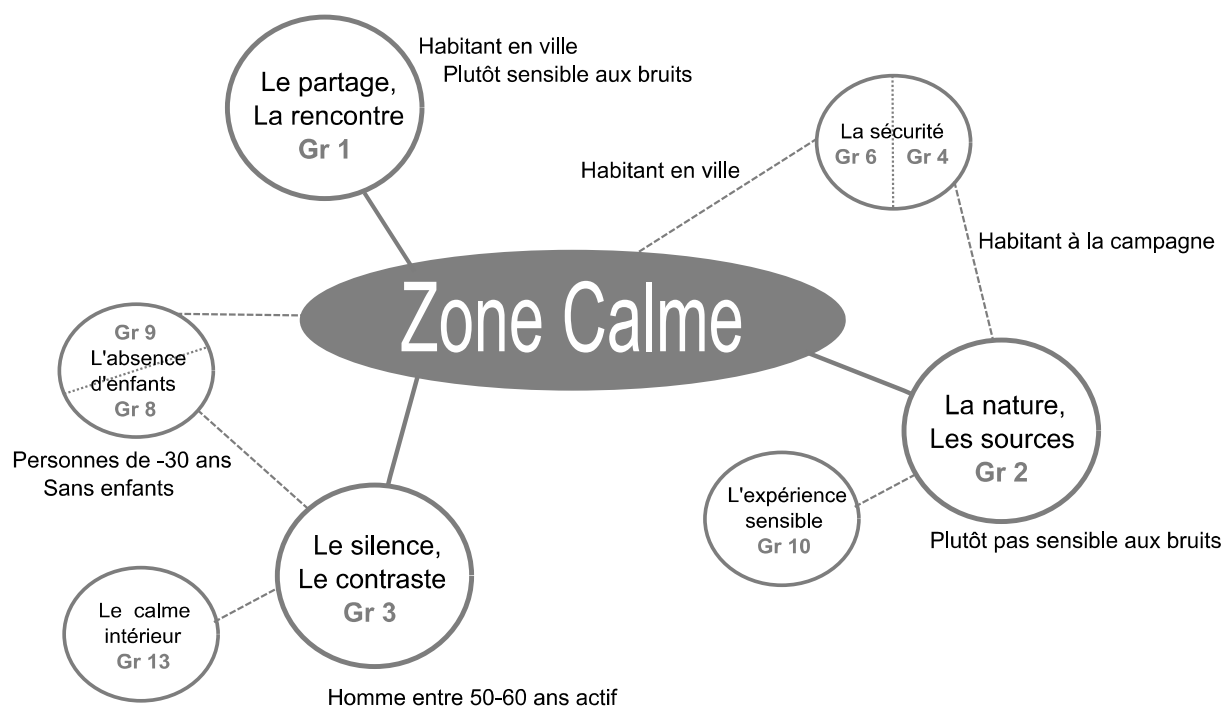 Habitant en ville
Plutôt sensible aux bruits
Le partage,
La rencontre
Gr 1
La sécurité
Gr 6 Gr 4
Habitant en ville
Habitant à la campagne
Zone Calme
Gr 9
L'absence
d'enfants
Gr 8
Personnes de -30 ans
Sans enfants
La nature,
Les sources
Gr 2
L'expérience
sensible
Gr 10
Plutôt pas sensible aux bruits
Le silence,
Le contraste
Gr 3
Le calme
intérieur
Gr 13
Homme entre 50-60 ans actif